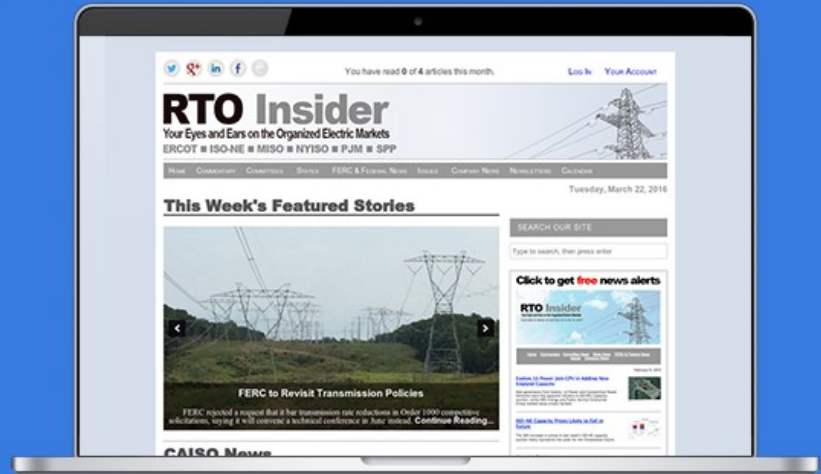 You have read 0 of 4 articles this month.
Log In Your Account
RTO Insider
Your Eyes and Ears on the Organized Electric Markets
ERCOT ■ ISO-NE ■ MISO ■ NYISO ■ PJM ■ SPP
Home Commentary Committees States FERC & Federal News Issues Company News Newsletters Calendar
Tuesday, March 22, 2016
This Week's Featured Stories
FERC to Revisit Transmission Policies
FERC rejected a request that it bar transmission rate reductions in Order 1000 competitive
solicitations, saying it will convene a technical conference in June instead. Continue Reading...
CAISO News
SEARCH OUR SITE
Type to search, then press enter
Click to get free news alerts
RTO Insider